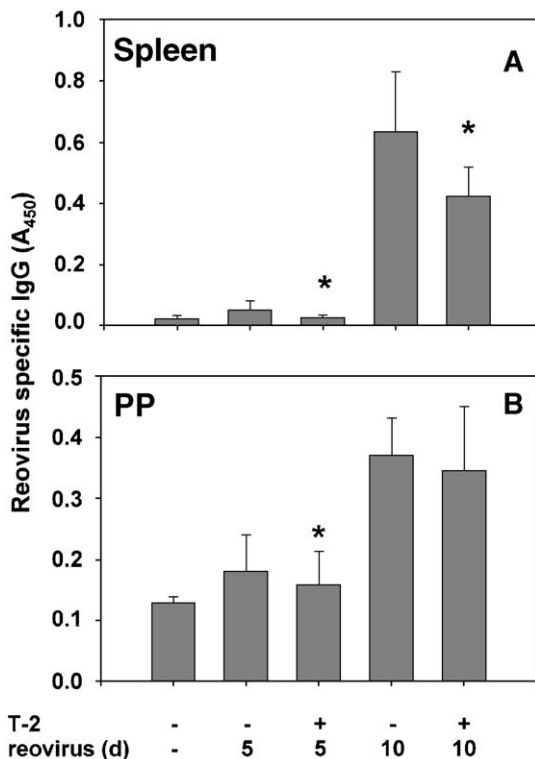 Reovirus specific IgG (A450)
Spleen
A
1.0
0.8
0.6
0.4
0.2
0.0
*
*
PP
B
0.5
0.4
0.3
0.2
0.1
0.0
*
T-2 - - + - +
reovirus (d) - 5 5 10 10